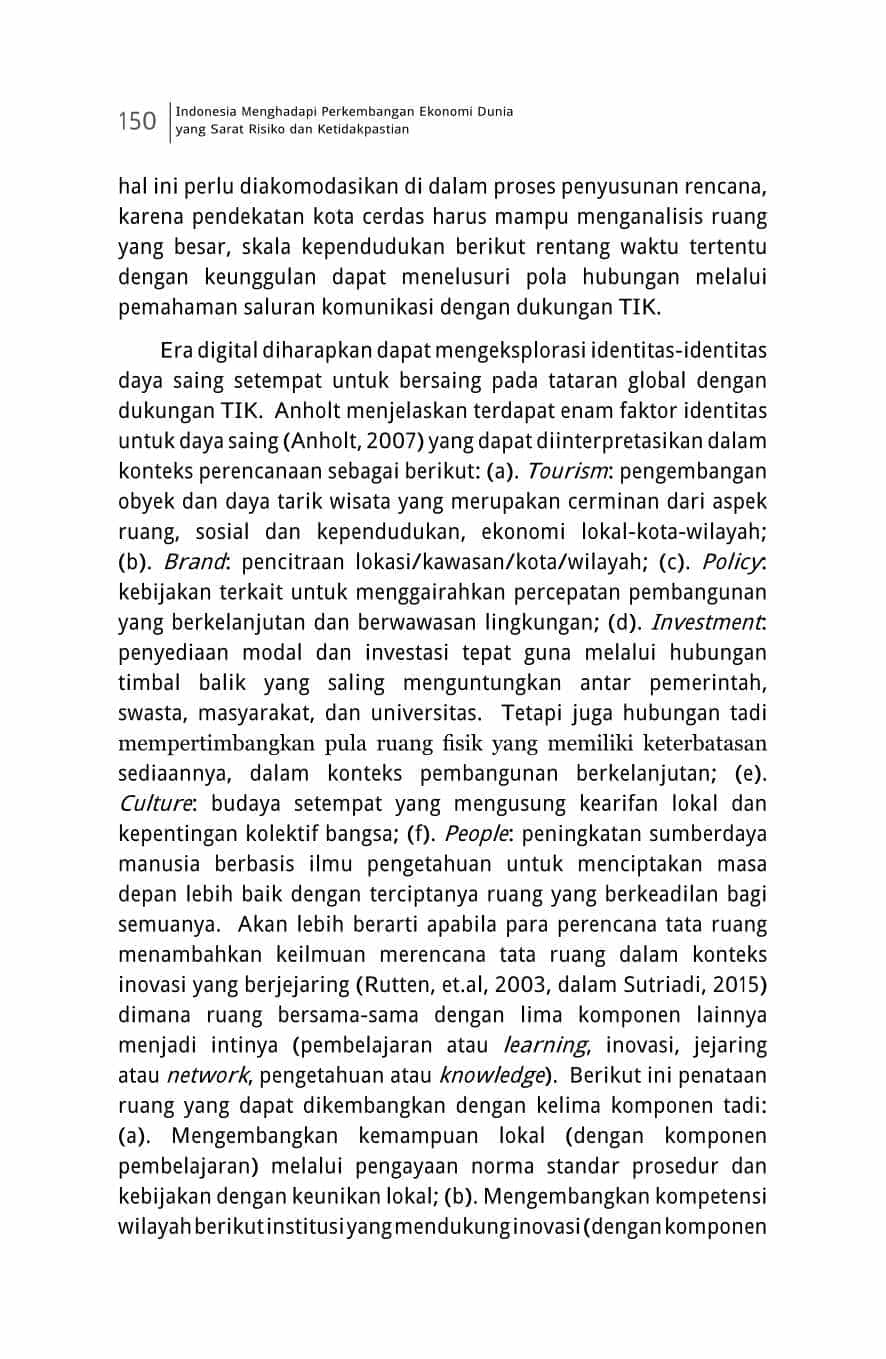 150
Indonesia Menghadapi Perkembangan Ekonomi Dunia
yang Sarat Risiko dan Ketidakpastian
hal ini perlu diakomodasikan di dalam proses penyusunan rencana,
karena pendekatan kota cerdas harus mampu menganalisis ruang
yang besar, skala kependudukan berikut rentang waktu tertentu
dengan keunggulan dapat menelusuri pola hubungan melalui
pemahaman saluran komunikasi dengan dukungan TIK.
Era digital diharapkan dapat mengeksplorasi identitas-identitas
daya saing setempat untuk bersaing pada tataran global dengan
dukungan TIK. Anholt menjelaskan terdapat enam faktor identitas
untuk daya saing (Anholt, 2007) yang dapat diinterpretasikan dalam
konteks perencanaan sebagai berikut: (a). Tourism: pengembangan
obyek dan daya tarik wisata yang merupakan cerminan dari aspek
ruang, sosial dan kependudukan, ekonomi lokal-kota-wilayah;
(b). Brand: pencitraan lokasi/kawasan/kota/wilayah; (c). Policy:
kebijakan terkait untuk menggairahkan percepatan pembangunan
yang berkelanjutan dan berwawasan lingkungan; (d). Investment:
penyediaan modal dan investasi tepat guna melalui hubungan
timbal balik yang saling menguntungkan antar pemerintah,
swasta, masyarakat, dan universitas. Tetapi juga hubungan tadi
mempertimbangkan pula ruang fisik yang memiliki keterbatasan
sediaannya, dalam konteks pembangunan berkelanjutan; (e).
Culture: budaya setempat yang mengusung kearifan lokal dan
kepentingan kolektif bangsa; (f). People: peningkatan sumberdaya
manusia berbasis ilmu pengetahuan untuk menciptakan masa
depan lebih baik dengan terciptanya ruang yang berkeadilan bagi
semuanya. Akan lebih berarti apabila para perencana tata ruang
menambahkan keilmuan merencana tata ruang dalam konteks
inovasi yang berjejaring (Rutten, et.al, 2003, dalam Sutriadi, 2015)
dimana ruang bersama-sama dengan lima komponen lainnya
menjadi intinya (pembelajaran atau learning, inovasi, jejaring
atau network, pengetahuan atau knowledge). Berikut ini penataan
ruang yang dapat dikembangkan dengan kelima komponen tadi:
(a). Mengembangkan kemampuan lokal (dengan komponen
pembelajaran) melalui pengayaan norma standar prosedur dan
kebijakan dengan keunikan lokal; (b). Mengembangkan kompetensi
wilayah berikut institusi yang mendukung inovasi (dengan komponen